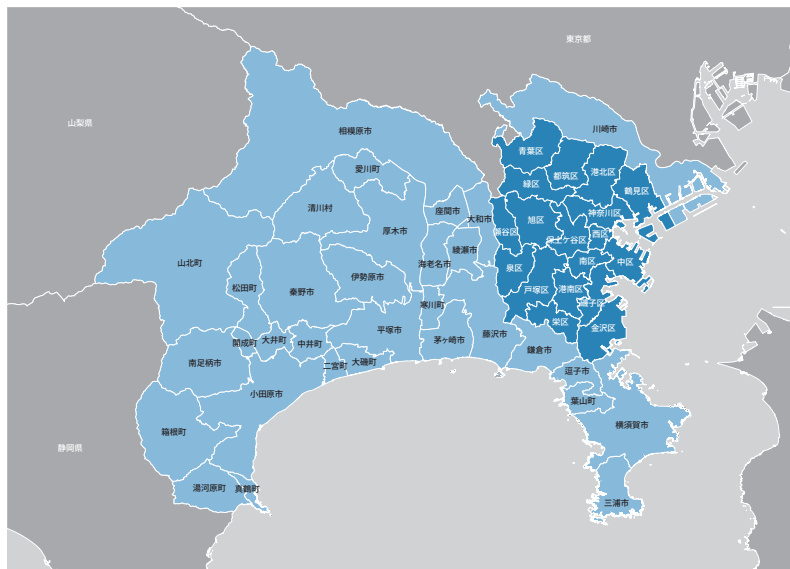 東京都
山梨県
川崎市
相模原市
青葉区
愛川町
都筑区
港北区
緑区
鶴見区
清川村
座間市
神奈川区
大和市
旭区
厚木市
瀬谷区
西区
保土ヶ谷区
綾瀬市
山北町
海老名市
泉区
南区
中区
伊勢原市
松田町
秦野市
戸塚区
港南区
寒川町
磯子区
栄区
金沢区
平塚市
藤沢市
開成町
大井町
中井町
茅ヶ崎市
鎌倉市
南足柄市
二宮町
大磯町
逗子市
小田原市
葉山町
横須賀市
箱根町
静岡県
湯河原町
真鶴町
三浦市